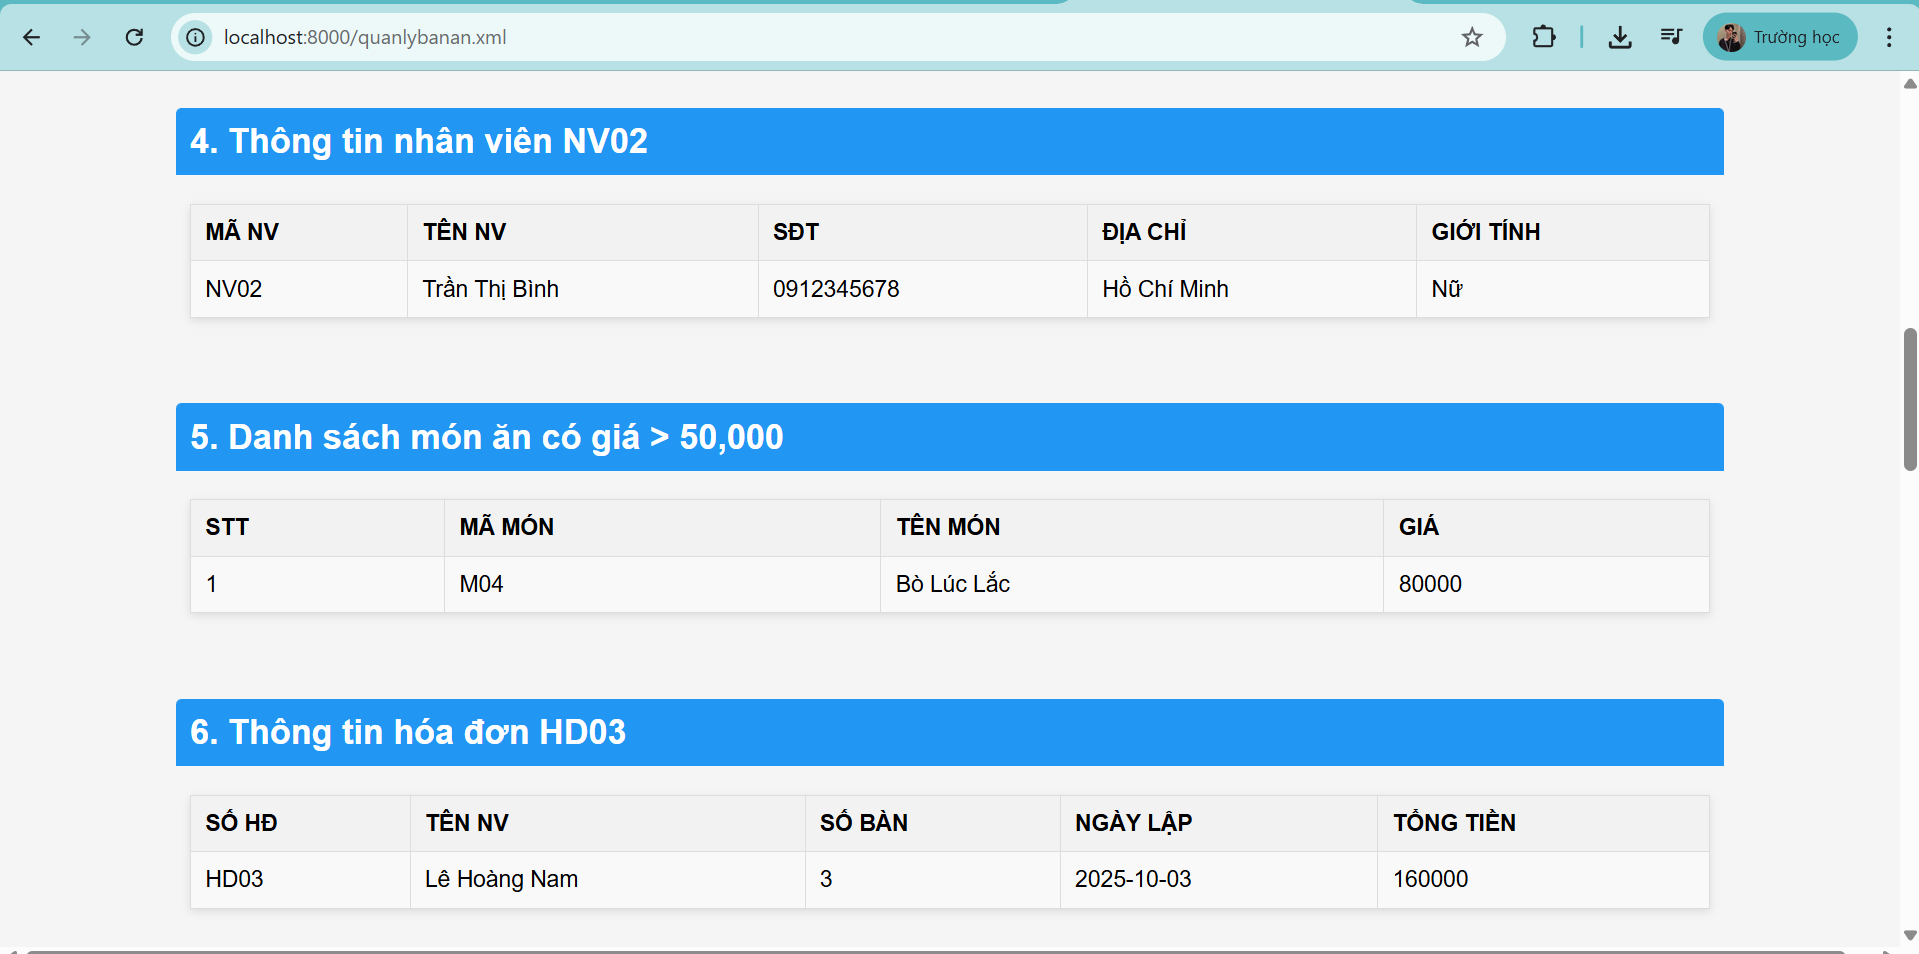 localhost:8000/quanlybanan.xml
Trường học
4. Thông tin nhân viên NV02
MÃ NV TÊN NV SĐT ĐỊA CHỈ GIỚI TÍNH
NV02 Trần Thị Bình 0912345678 Hồ Chí Minh Nữ
5. Danh sách món ăn có giá > 50,000
STT MÃ MÓN TÊN MÓN GIÁ
1 M04 Bò Lúc Lắc 80000
6. Thông tin hóa đơn HD03
SỐ HĐ TÊN NV SỐ BÀN NGÀY LẬP TỔNG TIỀN
HD03 Lê Hoàng Nam 3 2025-10-03 160000